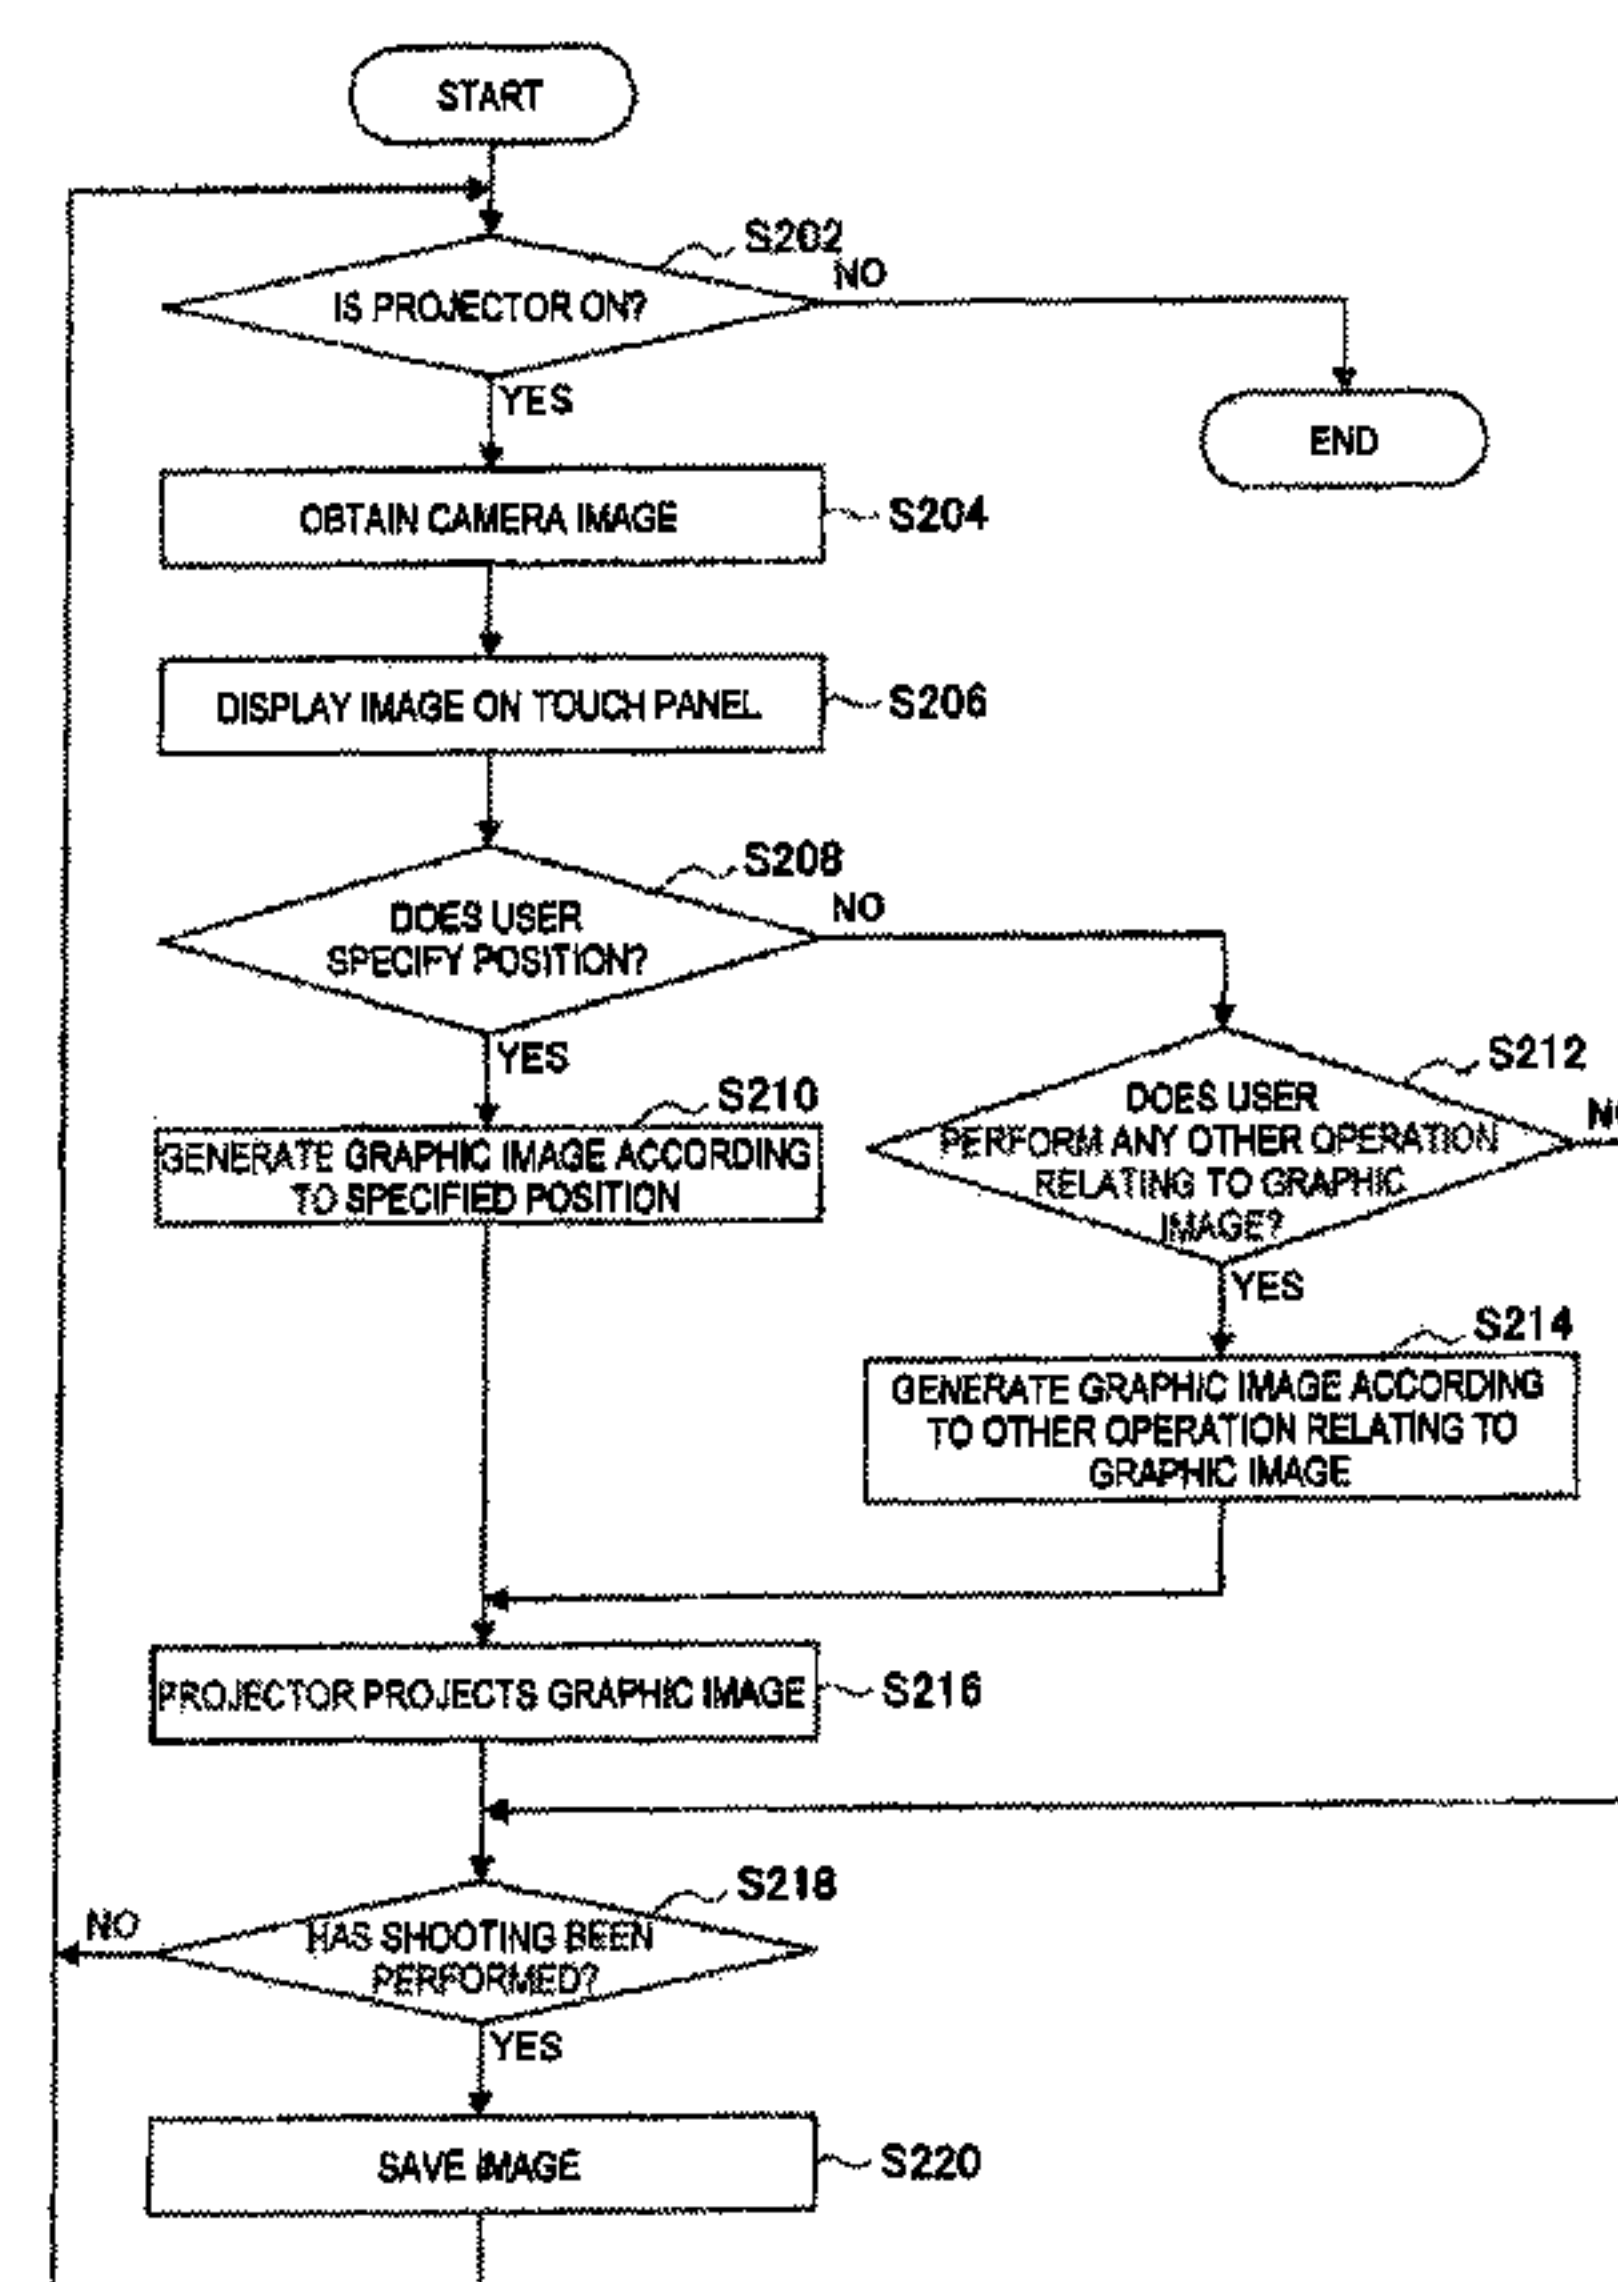 START
S202
NO
IS PROJECTOR ON?
YES
END
OBTAIN CAMERA IMAGE
S204
DISPLAY IMAGE ON TOUCH PANEL
S206
S208
NO
DOES USER
SPECIFY POSITION?
YES
S210
GENERATE GRAPHIC IMAGE ACCORDING
TO SPECIFIED POSITION
S212
DOES USER
PERFORM ANY OTHER OPERATION
RELATING TO GRAPHIC
IMAGE?
YES
S214
GENERATE GRAPHIC IMAGE ACCORDING
TO OTHER OPERATION RELATING TO
GRAPHIC IMAGE
PROJECTOR PROJECTS GRAPHIC IMAGE
S216
S218
NO
HAS SHOOTING BEEN
PERFORMED?
YES
SAVE IMAGE
S220